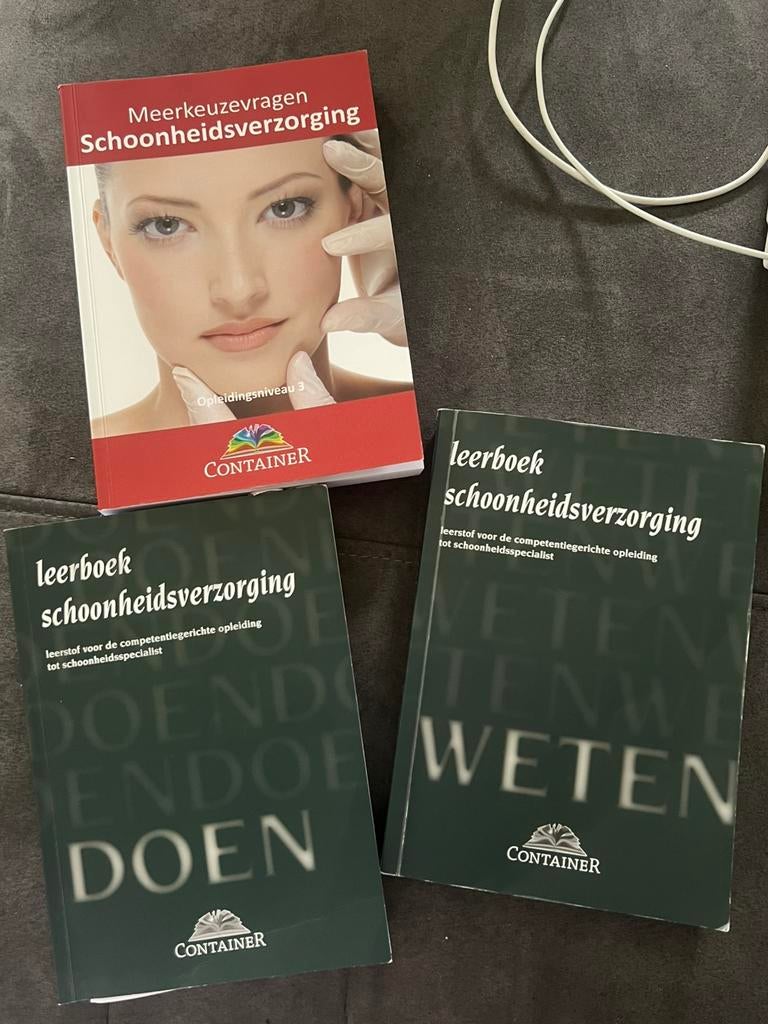 Meerkeuzevragen
Schoonheidsverzorging
Opleidingsniveau 3
CONTAINER
leerboek
schoonheidsverzorging
leerstof voor de competentiegerichte opleiding
tot schoonheidsspecialist
DOEN
CONTAINER
leerboek
schoonheidsverzorging
leerstof voor de competentiegerichte opleiding
tot schoonheidsspecialist
WETEN
CONTAINER